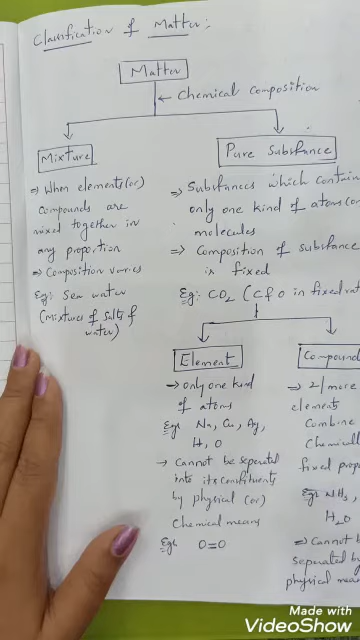 Classification of Matter:
Matter
← Chemical composition
Mixture
⇒ When elements (or)
Compounds are
mixed together in
any proportion
⇒ Composition varies
Eg: Sea water
(Mixtures of Salts &
water)
Pure Substance
⇒ Substances which contain
only one kind of atoms (or
molecules
⇒ Composition of substance
is fixed
Eg: CO2 (C & O in fixed rat
Element
→ only one kind
of atoms
Eg: Na, Cu, Ag,
H, O
→ Cannot be separated
into its constituents
by physical (or)
Chemical means
Eg: O=O
Compound
⇒ 2/more
elements
Combine
Chemicall
fixed prop
Eg: NH3,
H2O
⇒ Cannot b
separated by
physical mea
Made with
VideoShow